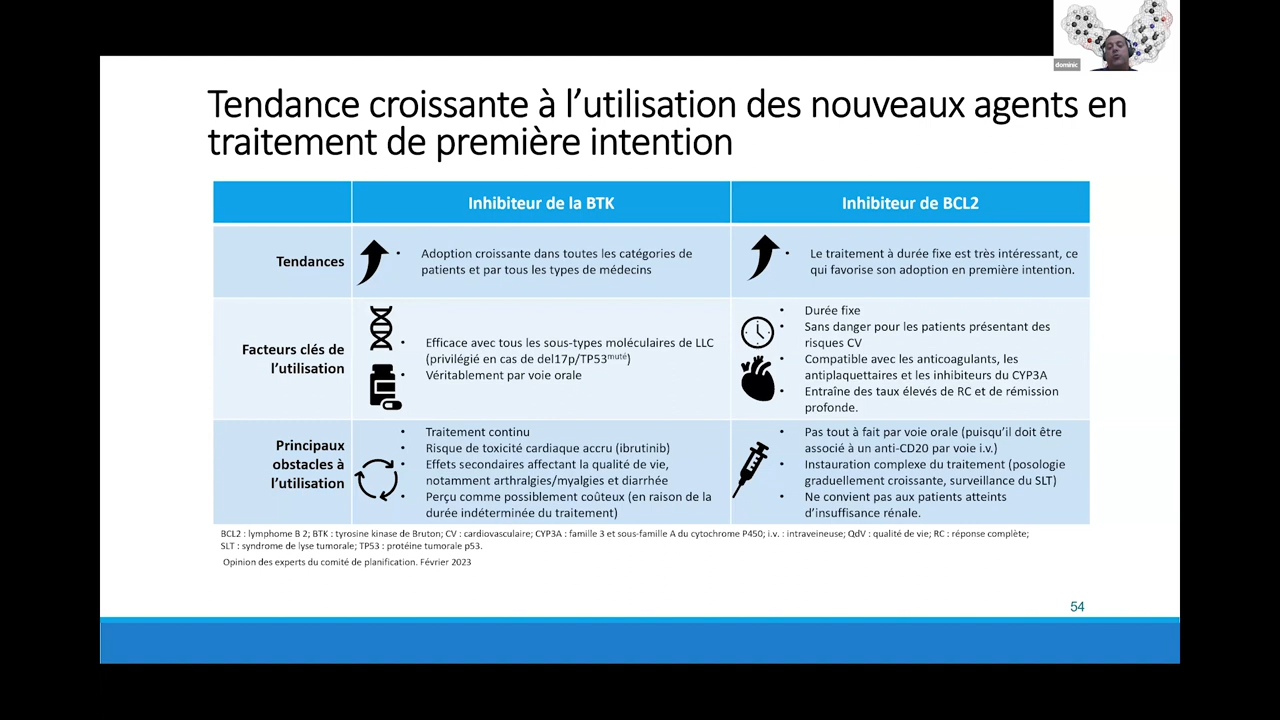 dominic
Tendance croissante à l'utilisation des nouveaux agents en
traitement de première intention
Inhibiteur de la BTK
Inhibiteur de BCL2
Tendances
• Adoption croissante dans toutes les catégories de
patients et par tous les types de médecins
• Le traitement à durée fixe est très intéressant, ce
qui favorise son adoption en première intention.
Facteurs clés de
l'utilisation
• Efficace avec tous les sous-types moléculaires de LLC
(privilégié en cas de del17p/TP53muté)
• Véritablement par voie orale
• Durée fixe
• Sans danger pour les patients présentant des
risques CV
• Compatible avec les anticoagulants, les
antiplaquettaires et les inhibiteurs du CYP3A
• Entraîne des taux élevés de RC et de rémission
profonde.
Principaux
obstacles à
l'utilisation
• Traitement continu
• Risque de toxicité cardiaque accru (ibrutinib)
• Effets secondaires affectant la qualité de vie,
notamment arthralgies/myalgies et diarrhée
• Perçu comme possiblement coûteux (en raison de la
durée indéterminée du traitement)
• Pas tout à fait par voie orale (puisqu'il doit être
associé à un anti-CD20 par voie i.v.)
• Instauration complexe du traitement (posologie
graduellement croissante, surveillance du SLT)
• Ne convient pas aux patients atteints
d'insuffisance rénale.
BCL2 : lymphome B 2; BTK : tyrosine kinase de Bruton; CV : cardiovasculaire; CYP3A : famille 3 et sous-famille A du cytochrome P450; i.v. : intraveineuse; QdV : qualité de vie; RC : réponse complète;
SLT : syndrome de lyse tumorale; TP53 : protéine tumorale p53.
Opinion des experts du comité de planification. Février 2023
54